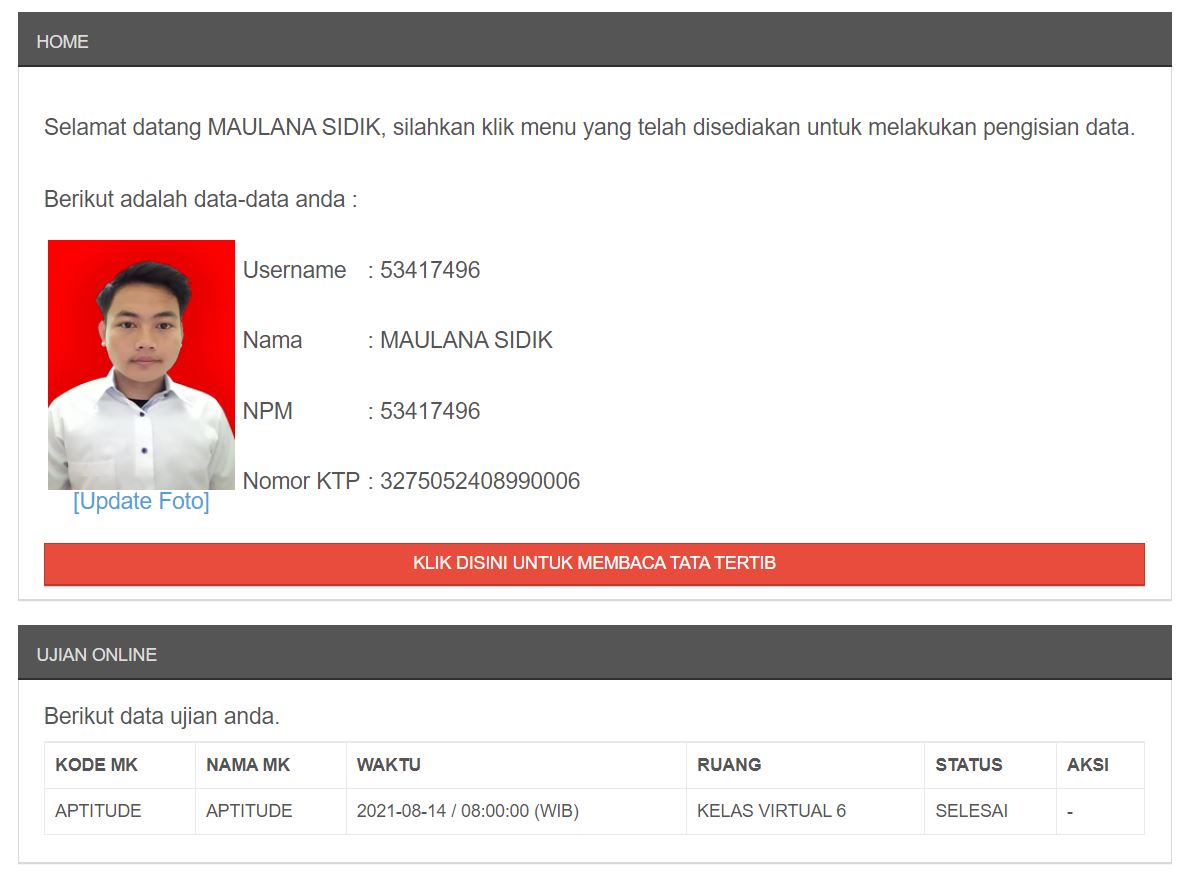 HOME
Selamat datang MAULANA SIDIK, silahkan klik menu yang telah disediakan untuk melakukan pengisian data.
Berikut adalah data-data anda :
Username : 53417496
Nama : MAULANA SIDIK
NPM : 53417496
Nomor KTP : 3275052408990006
[Update Foto]
KLIK DISINI UNTUK MEMBACA TATA TERTIB
UJIAN ONLINE
Berikut data ujian anda.
KODE MK NAMA MK WAKTU RUANG STATUS AKSI
APTITUDE APTITUDE 2021-08-14 / 08:00:00 (WIB) KELAS VIRTUAL 6 SELESAI -